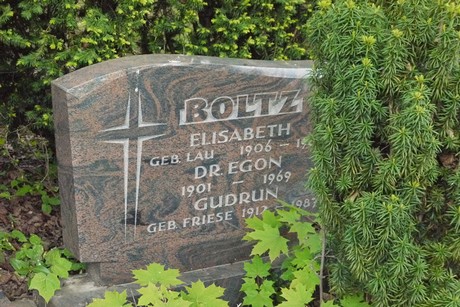 BOLTZ
ELISABETH
GEB. LAU 1906 –
DR. EGON
1901 – 1969
GUDRUN
GEB. FRIESE 1987